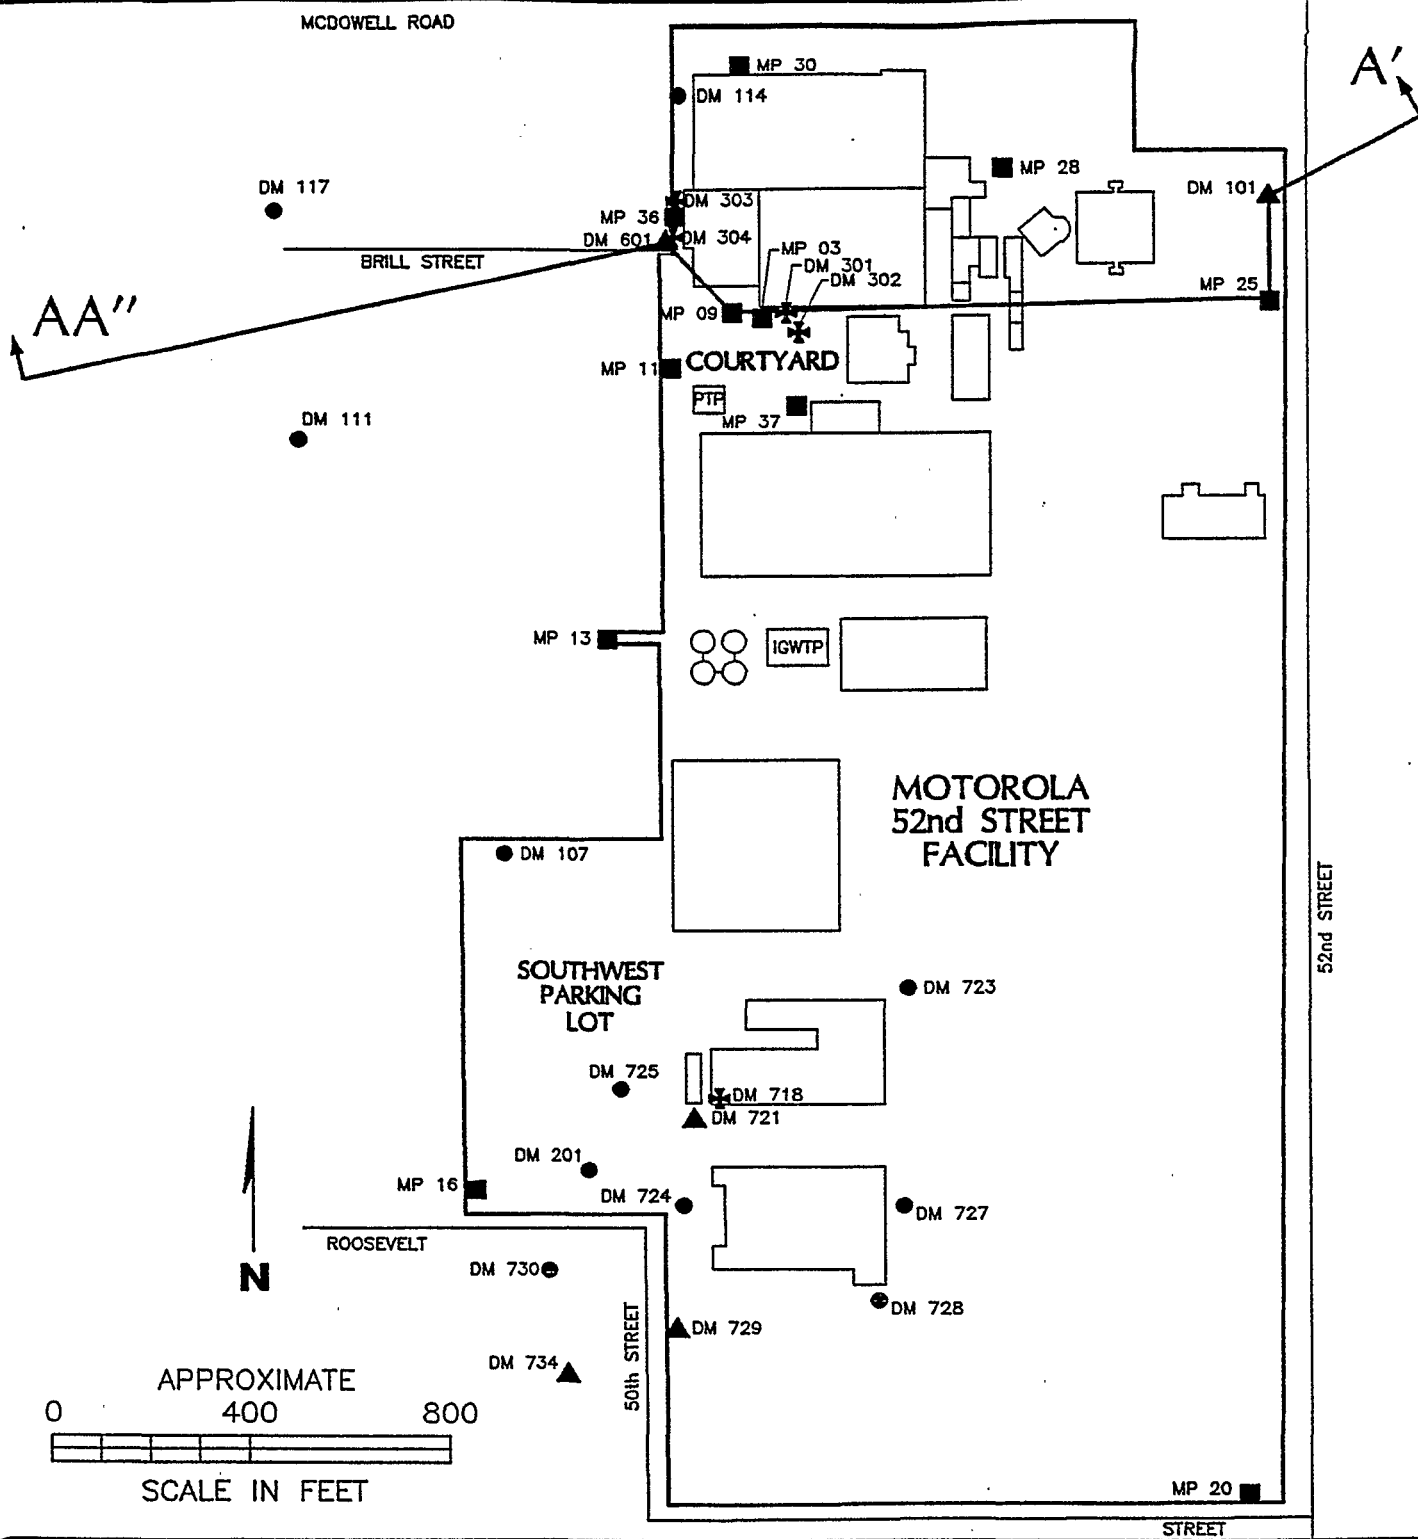 MCDOWELL ROAD
A'
MP 30
DM 114
MP 28
DM 117
DM 101
DM 303
MP 36
DM 601
DM 304
MP 03
BRILL STREET
DM 301
DM 302
MP 25
AA"
MP 09
COURTYARD
MP 11
PTP
DM 111
MP 37
MP 13
IGWTP
MOTOROLA
52nd STREET
FACILITY
DM 107
52nd STREET
SOUTHWEST
PARKING
LOT
DM 723
DM 725
DM 718
DM 721
DM 201
MP 16
DM 724
DM 727
ROOSEVELT
DM 730
N
DM 728
DM 729
50th STREET
DM 734
APPROXIMATE
0 400 800
SCALE IN FEET
MP 20
STREET